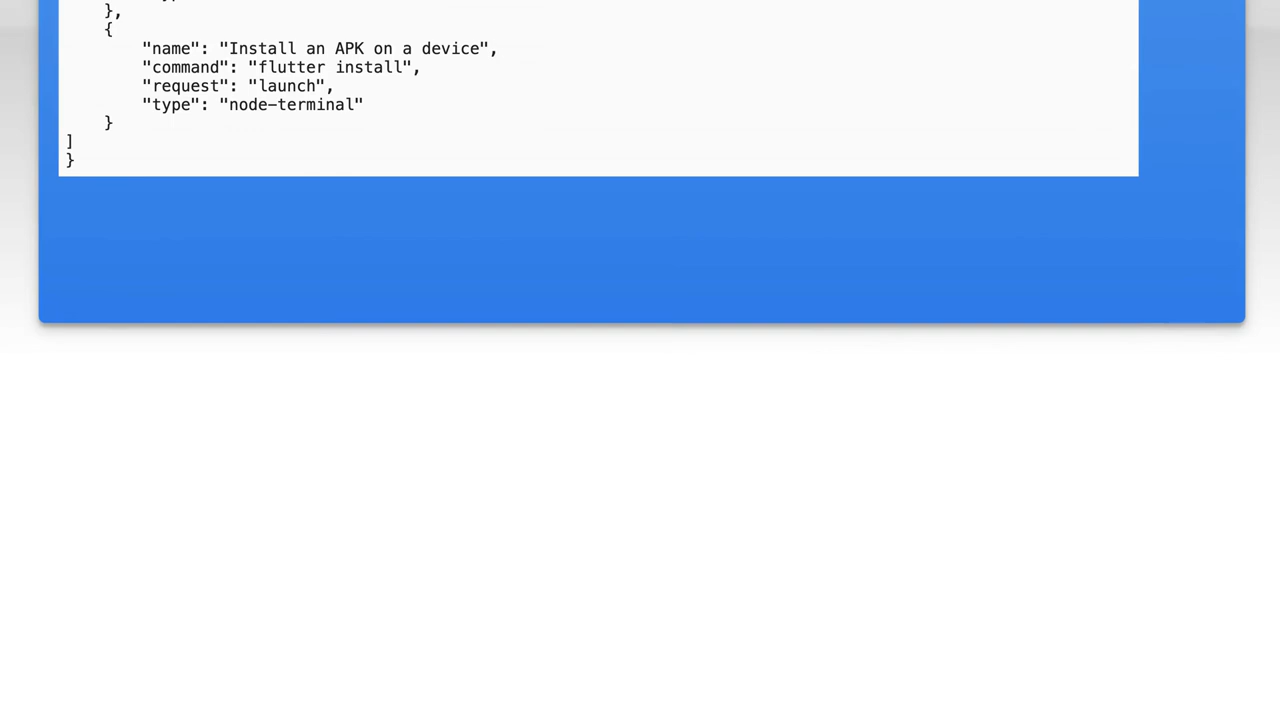 },
{
"name": "Install an APK on a device",
"command": "flutter install",
"request": "launch",
"type": "node-terminal"
}
]
}